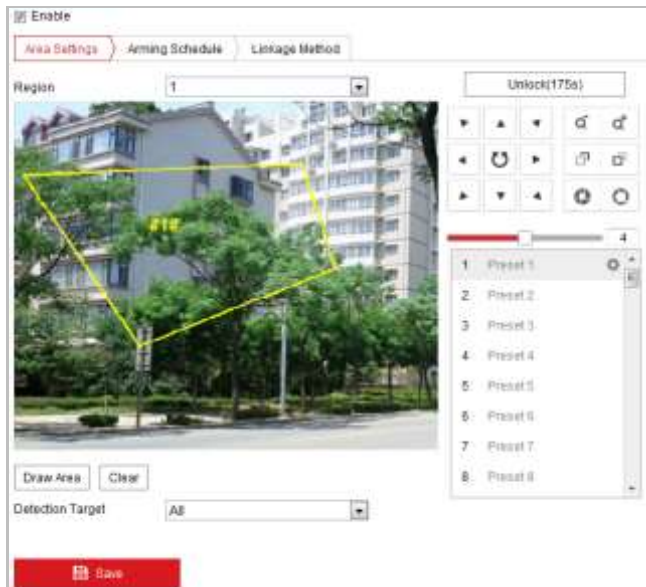 Enable
Area Settings Arming Schedule Linkage Method
Region 1
Unlock(175s)
4
1 Preset 1
2 Preset 2
3 Preset 3
4 Preset 4
5 Preset 5
6 Preset 6
7 Preset 7
8 Preset 8
Draw Area Clear
Detection Target All
Save